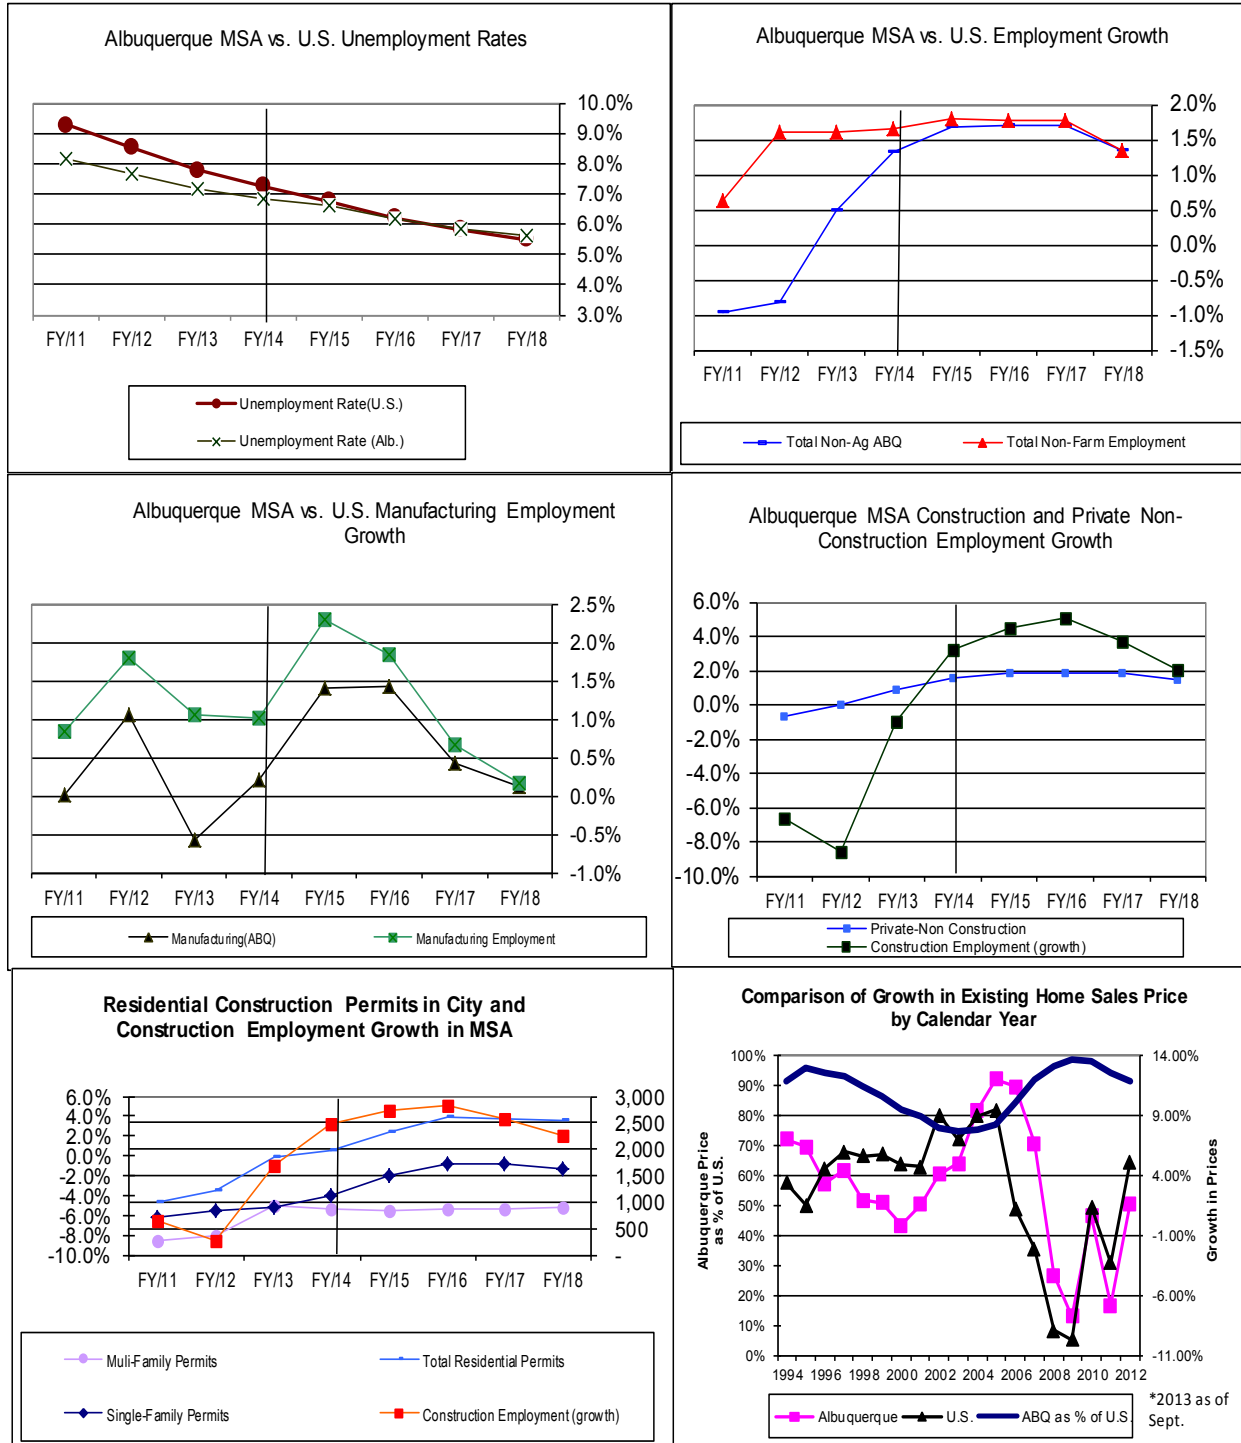 Albuquerque MSA vs. U.S. Unemployment Rates
10.0%
9.0%
8.0%
7.0%
6.0%
5.0%
4.0%
3.0%
FY/11 FY/12 FY/13 FY/14 FY/15 FY/16 FY/17 FY/18
Unemployment Rate(U.S.)
Unemployment Rate (Alb.)
Albuquerque MSA vs. U.S. Employment Growth
2.0%
1.5%
1.0%
0.5%
0.0%
-0.5%
-1.0%
-1.5%
FY/11 FY/12 FY/13 FY/14 FY/15 FY/16 FY/17 FY/18
Total Non-Ag ABQ Total Non-Farm Employment
Albuquerque MSA vs. U.S. Manufacturing Employment
Growth
2.5%
2.0%
1.5%
1.0%
0.5%
0.0%
-0.5%
-1.0%
FY/11 FY/12 FY/13 FY/14 FY/15 FY/16 FY/17 FY/18
Manufacturing(ABQ) Manufacturing Employment
Albuquerque MSA Construction and Private Non-
Construction Employment Growth
6.0%
4.0%
2.0%
0.0%
-2.0%
-4.0%
-6.0%
-8.0%
-10.0%
FY/11 FY/12 FY/13 FY/14 FY/15 FY/16 FY/17 FY/18
Private-Non Construction
Construction Employment (growth)
Residential Construction Permits in City and
Construction Employment Growth in MSA
6.0% 3,000
4.0% 2,500
2.0% 2,000
0.0% 1,500
-2.0% 1,000
-4.0% 500
-6.0% -
-8.0%
-10.0%
FY/11 FY/12 FY/13 FY/14 FY/15 FY/16 FY/17 FY/18
Muli-Family Permits Total Residential Permits
Single-Family Permits Construction Employment (growth)
Comparison of Growth in Existing Home Sales Price
by Calendar Year
Albuquerque Price
as % of U.S.
100% 14.00%
90%
80% 9.00%
70%
60% 4.00%
50%
40% -1.00%
30%
20% -6.00%
10%
0% -11.00%
Growth in Prices
1994 1996 1998 2000 2002 2004 2006 2008 2010 2012
Albuquerque U.S. ABQ as % of U.S.
*2013 as of
Sept.